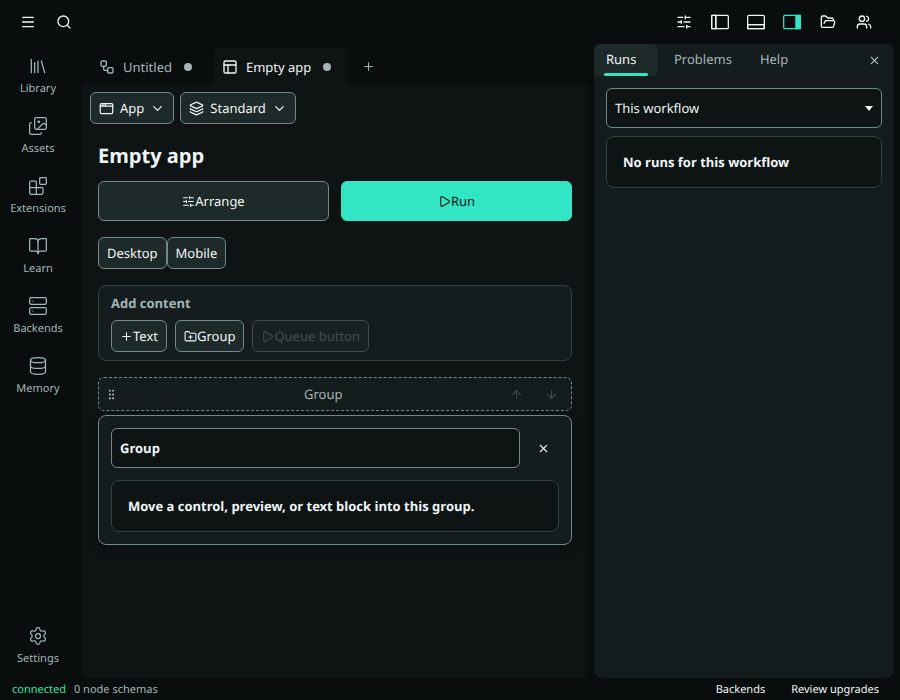 Library
Assets
Extensions
Learn
Backends
Memory
Settings
Untitled
Empty app
App
Standard
Empty app
Arrange
Run
Desktop
Mobile
Add content
Text
Group
Queue button
Group
Group
Move a control, preview, or text block into this group.
Runs
Problems
Help
This workflow
No runs for this workflow
connected
0 node schemas
Backends
Review upgrades